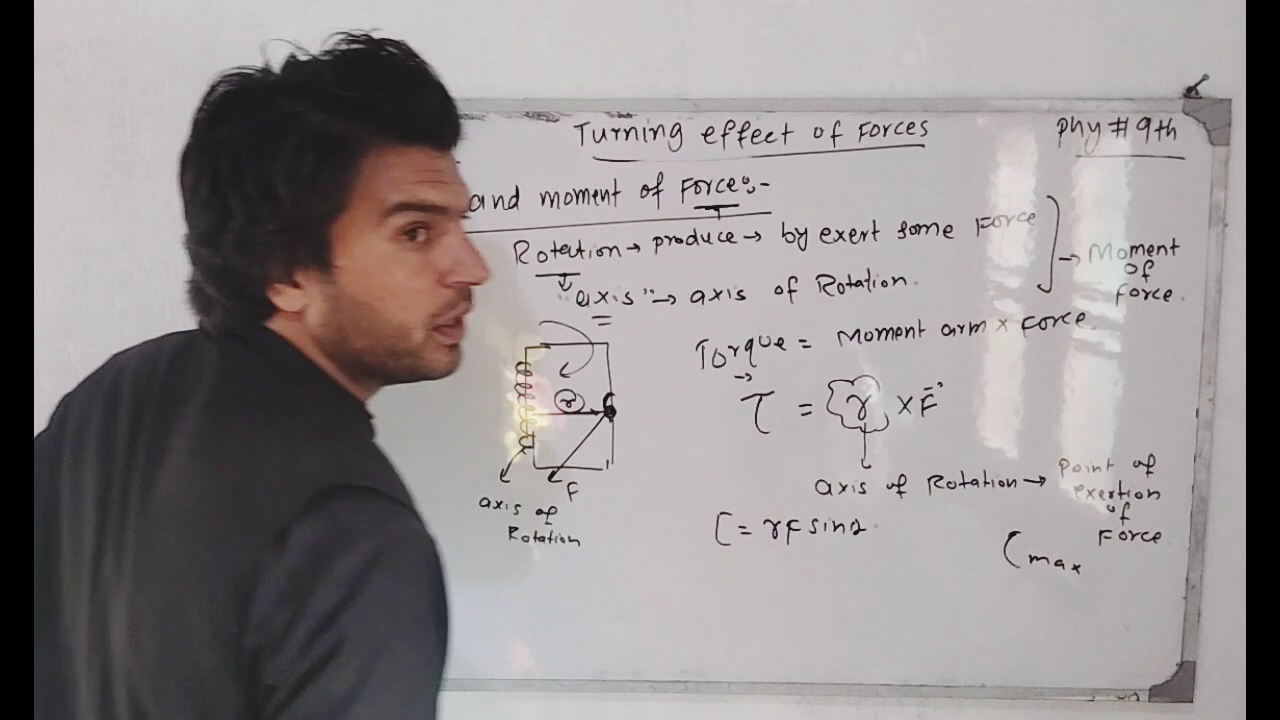 Turning effect of Forces
Phy # 9th
and moment of Force:-
Rotection → produce → by exert some Force
"axis" → axis of Rotation.
→ Moment
of
force.
Torque = Moment arm × Force
τ = r × F
r
F
axis of
Rotation
axis of Rotation → Point of
exertion
of
Force
τ = rF sin2
τ max